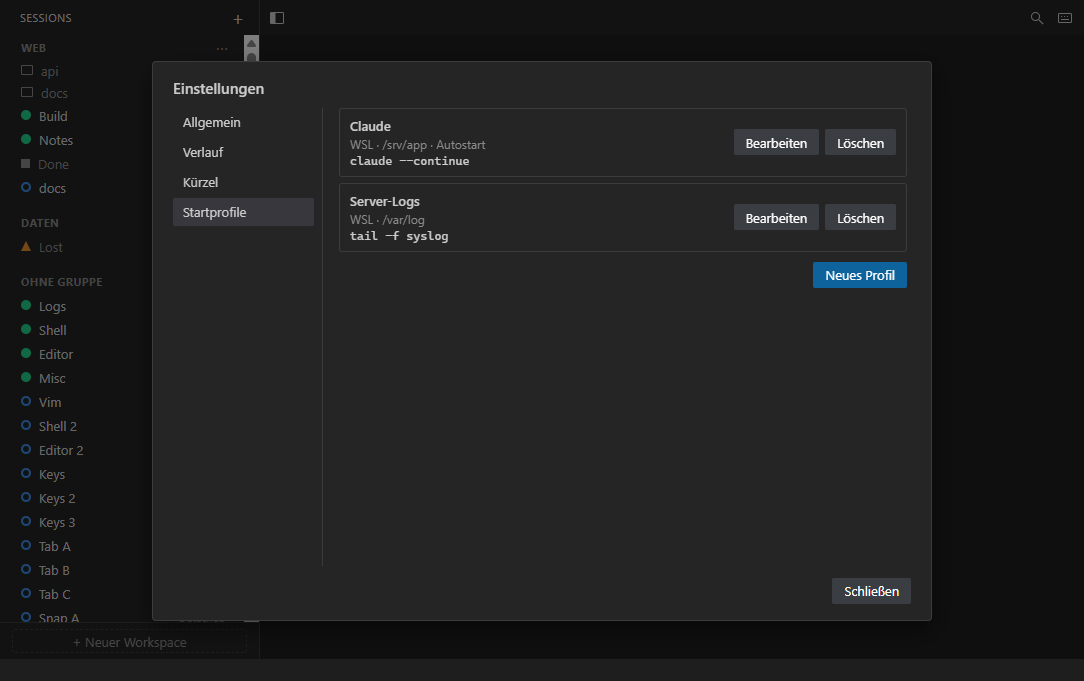 SESSIONS
+
WEB
...
api
docs
Build
Notes
Done
docs
DATEN
Lost
OHNE GRUPPE
Logs
Shell
Editor
Misc
Vim
Shell 2
Editor 2
Keys
Keys 2
Keys 3
Tab A
Tab B
Tab C
Snap A
+ Neuer Workspace
Einstellungen
Allgemein
Verlauf
Kürzel
Startprofile
Claude
WSL · /srv/app · Autostart
claude --continue
Bearbeiten
Löschen
Server-Logs
WSL · /var/log
tail -f syslog
Bearbeiten
Löschen
Neues Profil
Schließen